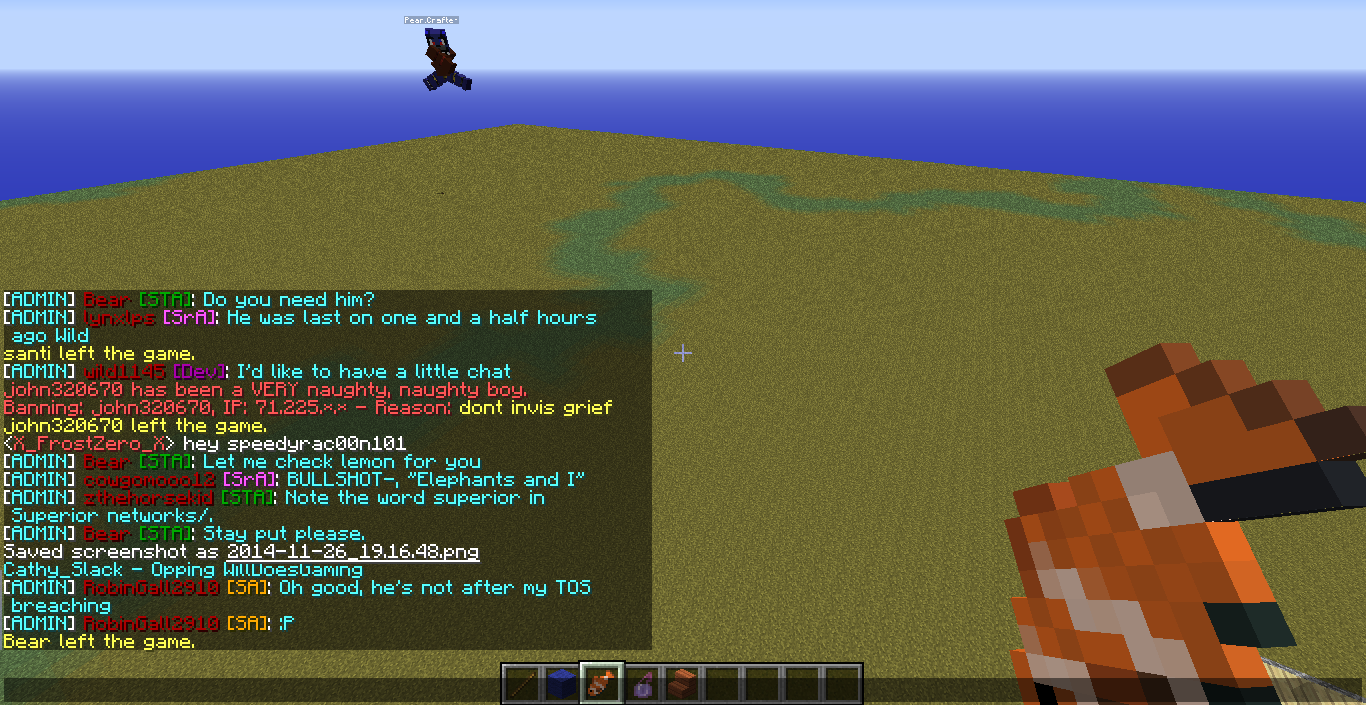 Pear.Crafter
[ADMIN] Bear [STA]: Do you need him?
[ADMIN] lynxlps [SrA]: He was last on one and a half hours
ago Wild
santi left the game.
[ADMIN] wild1145 [Dev]: I'd like to have a little chat
john320670 has been a VERY naughty, naughty boy.
Banning: john320670, IP: 71.225.*.* - Reason: dont invis grief
john320670 left the game.
<X_FrostZero_X> hey speedyrac00n101
[ADMIN] Bear [STA]: Let me check lemon for you
[ADMIN] cowgomooo12 [SrA]: BULLSHOT-, "Elephants and I"
[ADMIN] zthehorsekid [STA]: Note the word superior in
Superior networks/.
[ADMIN] Bear [STA]: Stay put please.
Saved screenshot as 2014-11-26_19.16.48.png
Cathy_Slack - Opping WillDoesGaming
[ADMIN] RobinGall2910 [SA]: Oh good, he's not after my TOS
breaching
[ADMIN] RobinGall2910 [SA]: :P
Bear left the game.